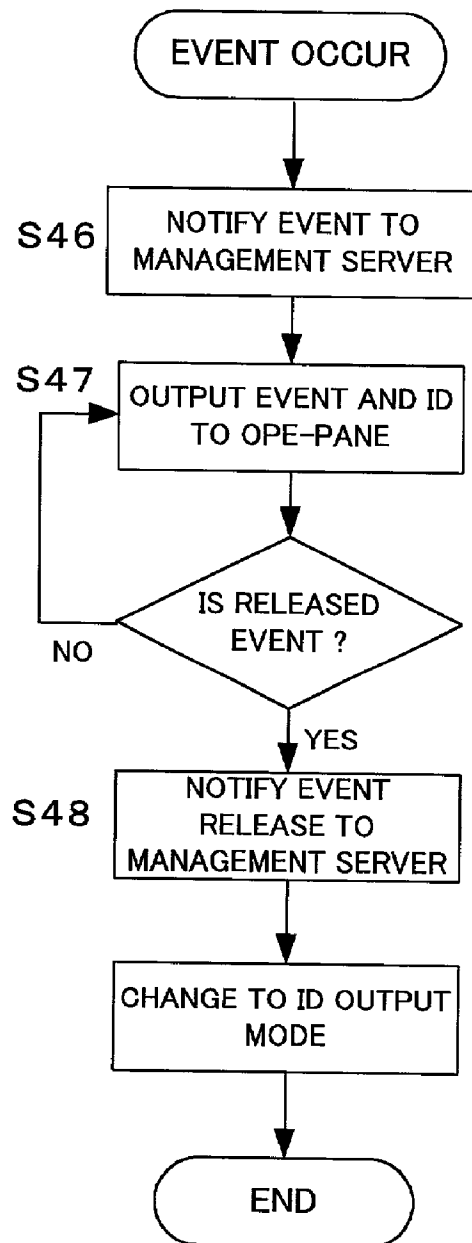 EVENT OCCUR
S46
NOTIFY EVENT TO
MANAGEMENT SERVER
S47
OUTPUT EVENT AND ID
TO OPE-PANE
IS RELEASED
EVENT ?
NO
YES
S48
NOTIFY EVENT
RELEASE TO
MANAGEMENT SERVER
CHANGE TO ID OUTPUT
MODE
END